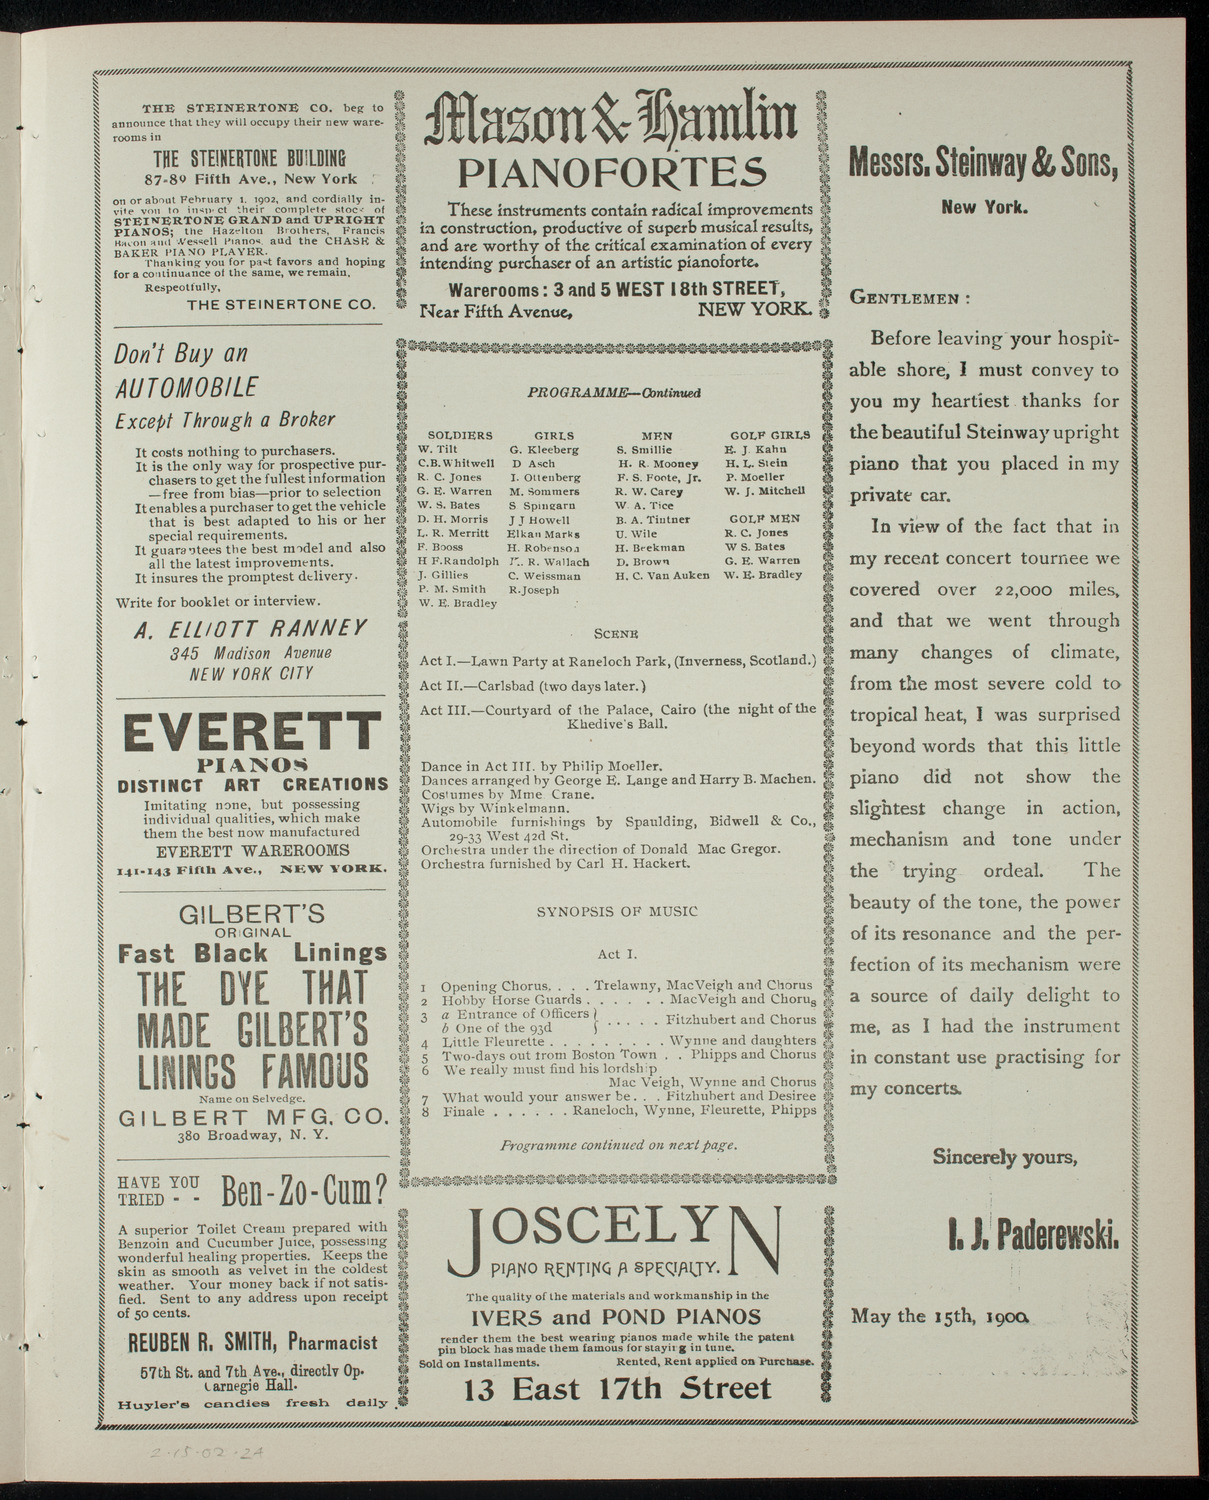 THE STEINERTONE CO. beg to
announce that they will occupy their new ware-
rooms in
THE STEINERTONE BUILDING
87-89 Fifth Ave., New York
on or about February 1, 1902, and cordially in-
vite you to inspect their complete stock of
STEINERTONE GRAND and UPRIGHT
PIANOS; the Hazelton Brothers, Francis
Bacon and Wessell Pianos, and the CHASE &
BAKER PIANO PLAYER.
Thanking you for past favors and hoping
for a continuance of the same, we remain,
Respectfully,
THE STEINERTONE CO.
Don't Buy an
AUTOMOBILE
Except Through a Broker
It costs nothing to purchasers.
It is the only way for prospective pur-
chasers to get the fullest information
—free from bias—prior to selection
It enables a purchaser to get the vehicle
that is best adapted to his or her
special requirements.
It guarantees the best model and also
all the latest improvements.
It insures the promptest delivery.
Write for booklet or interview.
A. ELLIOTT RANNEY
345 Madison Avenue
NEW YORK CITY
EVERETT
PIANOS
DISTINCT ART CREATIONS
Imitating none, but possessing
individual qualities, which make
them the best now manufactured
EVERETT WAREROOMS
141-143 Fifth Ave., NEW YORK.
GILBERT'S
ORIGINAL
Fast Black Linings
THE DYE THAT
MADE GILBERT'S
LININGS FAMOUS
Name on Selvedge.
GILBERT MFG. CO.
380 Broadway, N. Y.
HAVE YOU
TRIED - - Ben-Zo-Cum?
A superior Toilet Cream prepared with
Benzoin and Cucumber Juice, possessing
wonderful healing properties. Keeps the
skin as smooth as velvet in the coldest
weather. Your money back if not satis-
fied. Sent to any address upon receipt
of 50 cents.
REUBEN R. SMITH, Pharmacist
57th St. and 7th Ave., directly Op.
Carnegie Hall.
Huyler's candies fresh daily.
Mason & Hamlin
PIANOFORTES
These instruments contain radical improvements
in construction, productive of superb musical results,
and are worthy of the critical examination of every
intending purchaser of an artistic pianoforte.
Warerooms: 3 and 5 WEST 18th STREET,
Near Fifth Avenue, NEW YORK.
PROGRAMME—Continued
SOLDIERS GIRLS MEN GOLF GIRLS
W. Tilt G. Kleeberg S. Smillie E. J. Kahn
C.B. Whitwell D Asch H. R. Mooney H. L. Stein
R. C. Jones I. Ottenberg F. S. Foote, Jr. P. Moeller
G. E. Warren M. Sommers R. W. Carey W. J. Mitchell
W. S. Bates S Spingarn W A. Tice
D. H. Morris J J Howell B. A. Tintner GOLF MEN
L. R. Merritt Elkan Marks U. Wile R. C. Jones
F. Booss H. Robenson H. Beekman W S. Bates
H F.Randolph R. Wallach D. Brown G. E. Warren
J. Gillies C. Weissman H. C. Van Auken W. E. Bradley
P. M. Smith R.Joseph
W. E. Bradley
SCENE
Act I.—Lawn Party at Raneloch Park, (Inverness, Scotland.)
Act II.—Carlsbad (two days later.)
Act III.—Courtyard of the Palace, Cairo (the night of the
Khedive's Ball.
Dance in Act III. by Philip Moeller.
Dances arranged by George E. Lange and Harry B. Machen.
Costumes by Mme Crane.
Wigs by Winkelmann.
Automobile furnishings by Spaulding, Bidwell & Co.,
29-33 West 42d St.
Orchestra under the direction of Donald Mac Gregor.
Orchestra furnished by Carl H. Hackert.
SYNOPSIS OF MUSIC
Act I.
1 Opening Chorus. . . . Trelawny, MacVeigh and Chorus
2 Hobby Horse Guards . . . . . . MacVeigh and Chorus
3 a Entrance of Officers
b One of the 93d } . . . . . Fitzhubert and Chorus
4 Little Fleurette . . . . . . . . . Wynne and daughters
5 Two-days out from Boston Town . . Phipps and Chorus
6 We really must find his lordship
Mac Veigh, Wynne and Chorus
7 What would your answer be. . . Fitzhubert and Desiree
8 Finale . . . . . . Raneloch, Wynne, Fleurette, Phipps
Programme continued on next page.
JOSCELYN
PIANO RENTING A SPECIALTY.
The quality of the materials and workmanship in the
IVERS and POND PIANOS
render them the best wearing pianos made while the patent
pin block has made them famous for staying in tune.
Sold on Installments. Rented, Rent applied on Purchase.
13 East 17th Street
Messrs. Steinway & Sons,
New York.
GENTLEMEN:
Before leaving your hospit-
able shore, I must convey to
you my heartiest thanks for
the beautiful Steinway upright
piano that you placed in my
private car.
In view of the fact that in
my recent concert tournee we
covered over 22,000 miles,
and that we went through
many changes of climate,
from the most severe cold to
tropical heat, I was surprised
beyond words that this little
piano did not show the
slightest change in action,
mechanism and tone under
the trying ordeal. The
beauty of the tone, the power
of its resonance and the per-
fection of its mechanism were
a source of daily delight to
me, as I had the instrument
in constant use practising for
my concerts.
Sincerely yours,
I. J. Paderewski.
May the 15th, 1900.
2-15-02-24